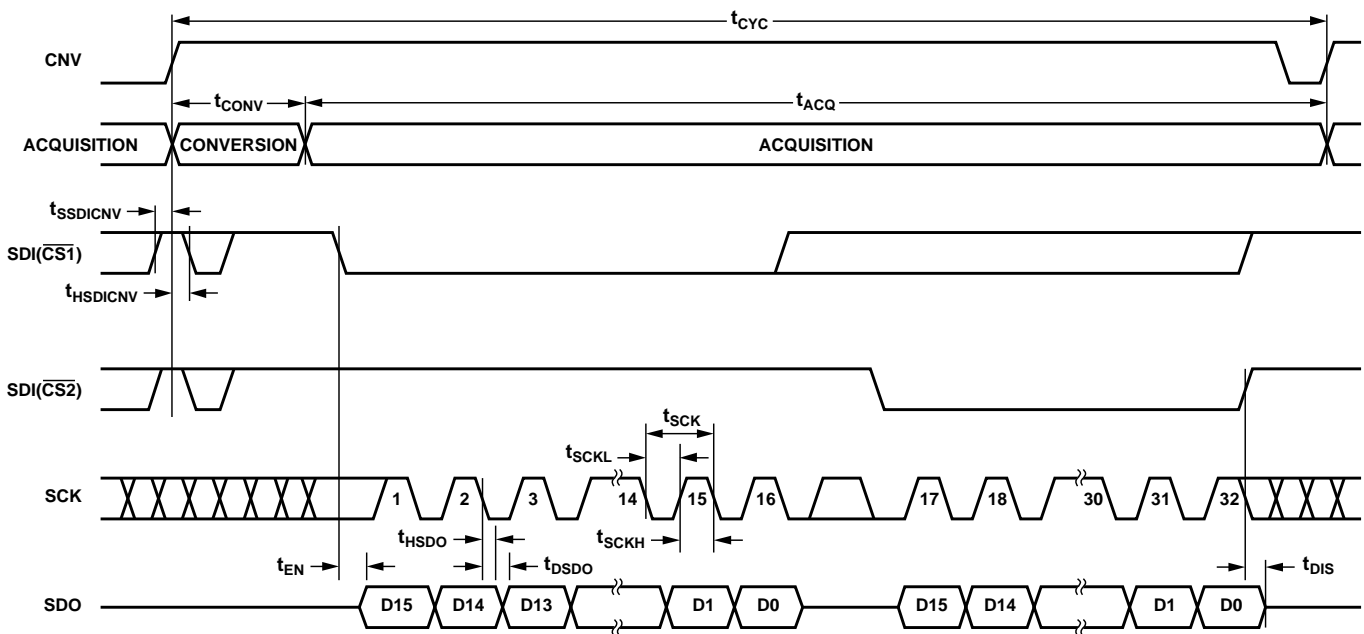 tCYC
CNV
tCONV
tACQ
ACQUISITION
CONVERSION
ACQUISITION
tSSDICNV
SDI(CS1)
tHSDICNV
SDI(CS2)
tSCK
tSCKL
SCK
1
2
3
14
15
16
17
18
30
31
32
tHSDO
tSCKH
tEN
tDSDO
tDIS
SDO
D15
D14
D13
D1
D0
D15
D14
D1
D0